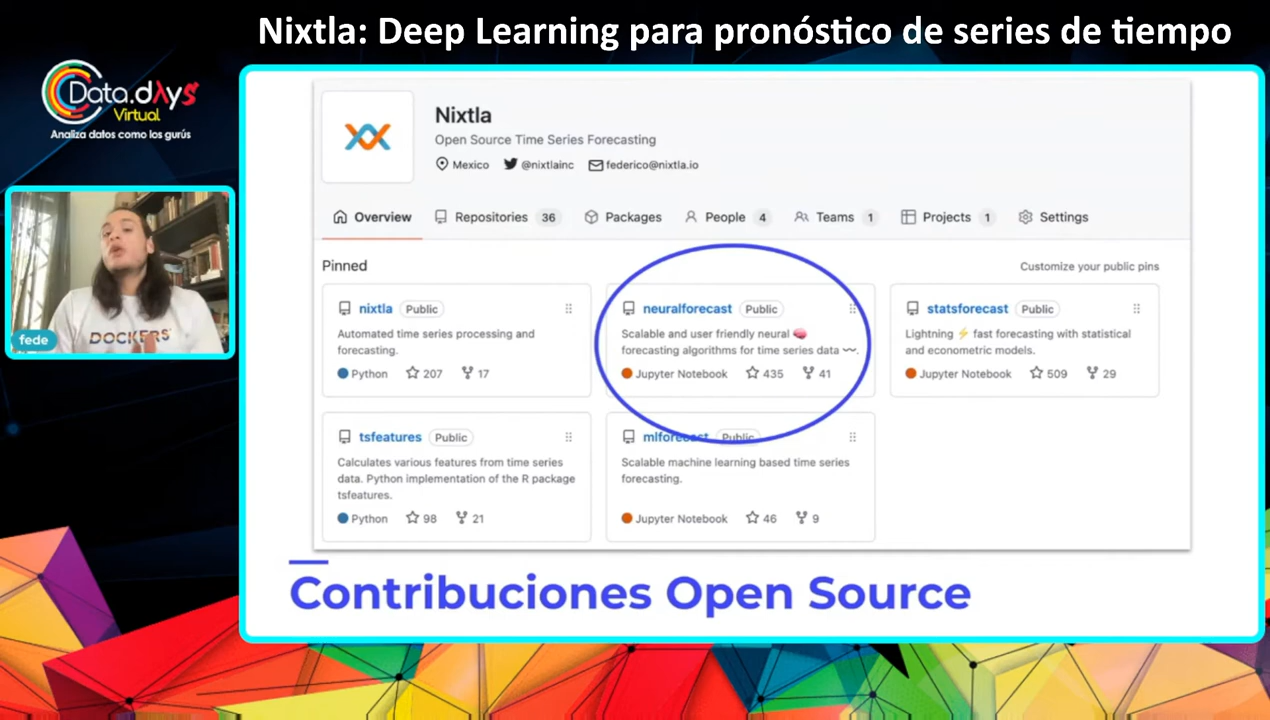 Nixtla: Deep Learning para pronóstico de series de tiempo
Data.dAyS
Virtual
Analiza datos como los gurús
DOCKERS
fede
Nixtla
Open Source Time Series Forecasting
Mexico @nixtlainc federico@nixtla.io
Overview Repositories 36 Packages People 4 Teams 1 Projects 1 Settings
Pinned Customize your public pins
nixtla Public
Automated time series processing and
forecasting.
Python 207 17
neuralforecast Public
Scalable and user friendly neural 🧠
forecasting algorithms for time series data 〰️.
Jupyter Notebook 435 41
statsforecast Public
Lightning ⚡ fast forecasting with statistical
and econometric models.
Jupyter Notebook 509 29
tsfeatures Public
Calculates various features from time series
data. Python implementation of the R package
tsfeatures.
Python 98 21
mlforecast Public
Scalable machine learning based time series
forecasting.
Jupyter Notebook 46 9
Contribuciones Open Source